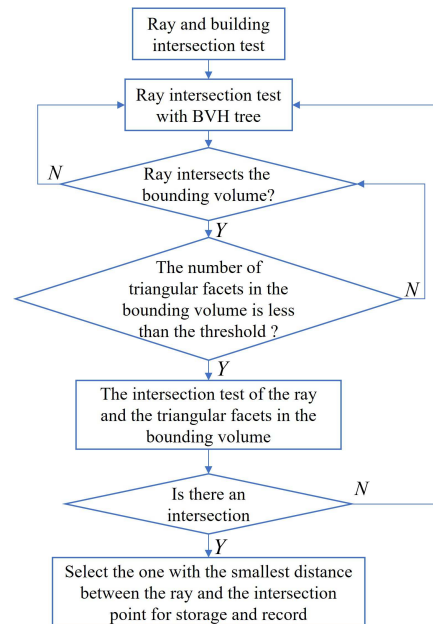 Ray and building
intersection test
Ray intersection test
with BVH tree
N
Ray intersects the
bounding volume?
Y
The number of
triangular facets in the
bounding volume is less
than the threshold ?
N
Y
The intersection test of the ray
and the triangular facets in the
bounding volume
Is there an
intersection
N
Y
Select the one with the smallest distance
between the ray and the intersection
point for storage and record